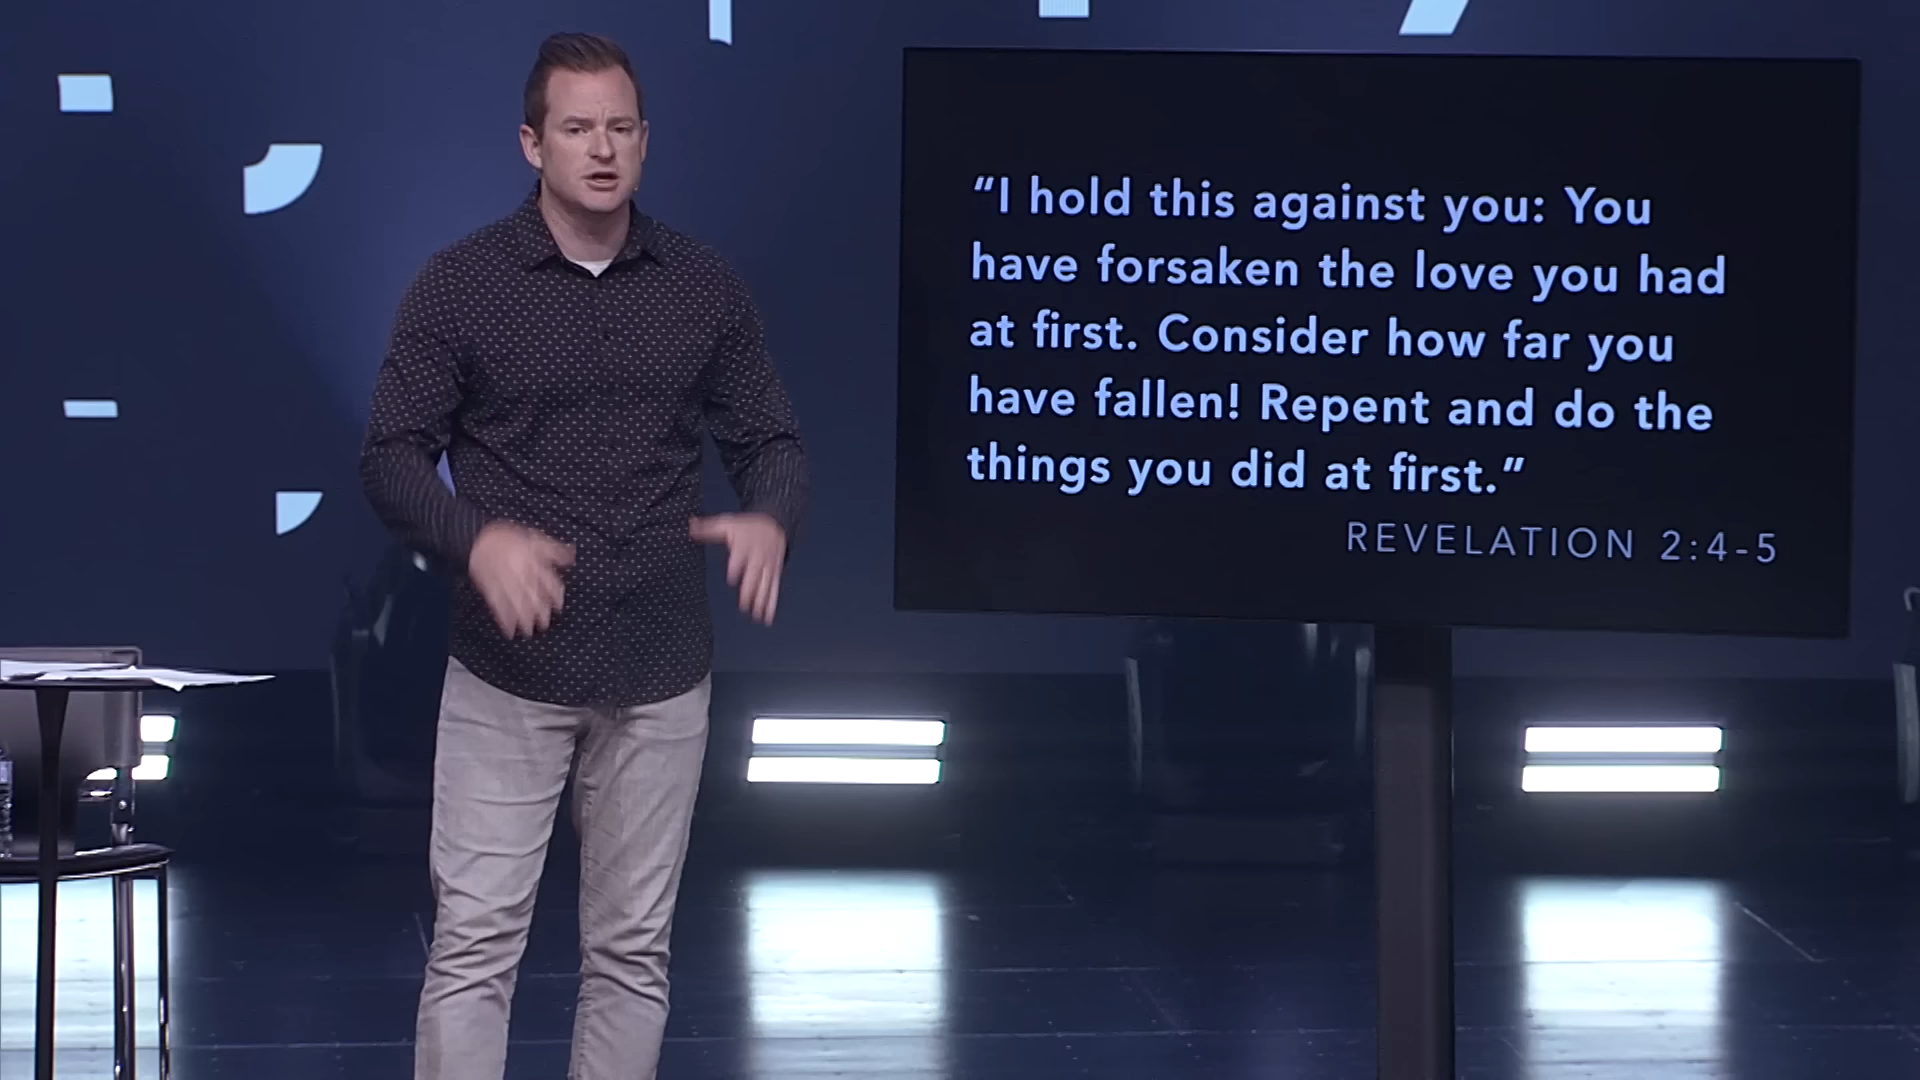 “I hold this against you: You
have forsaken the love you had
at first. Consider how far you
have fallen! Repent and do the
things you did at first.”
REVELATION 2:4-5